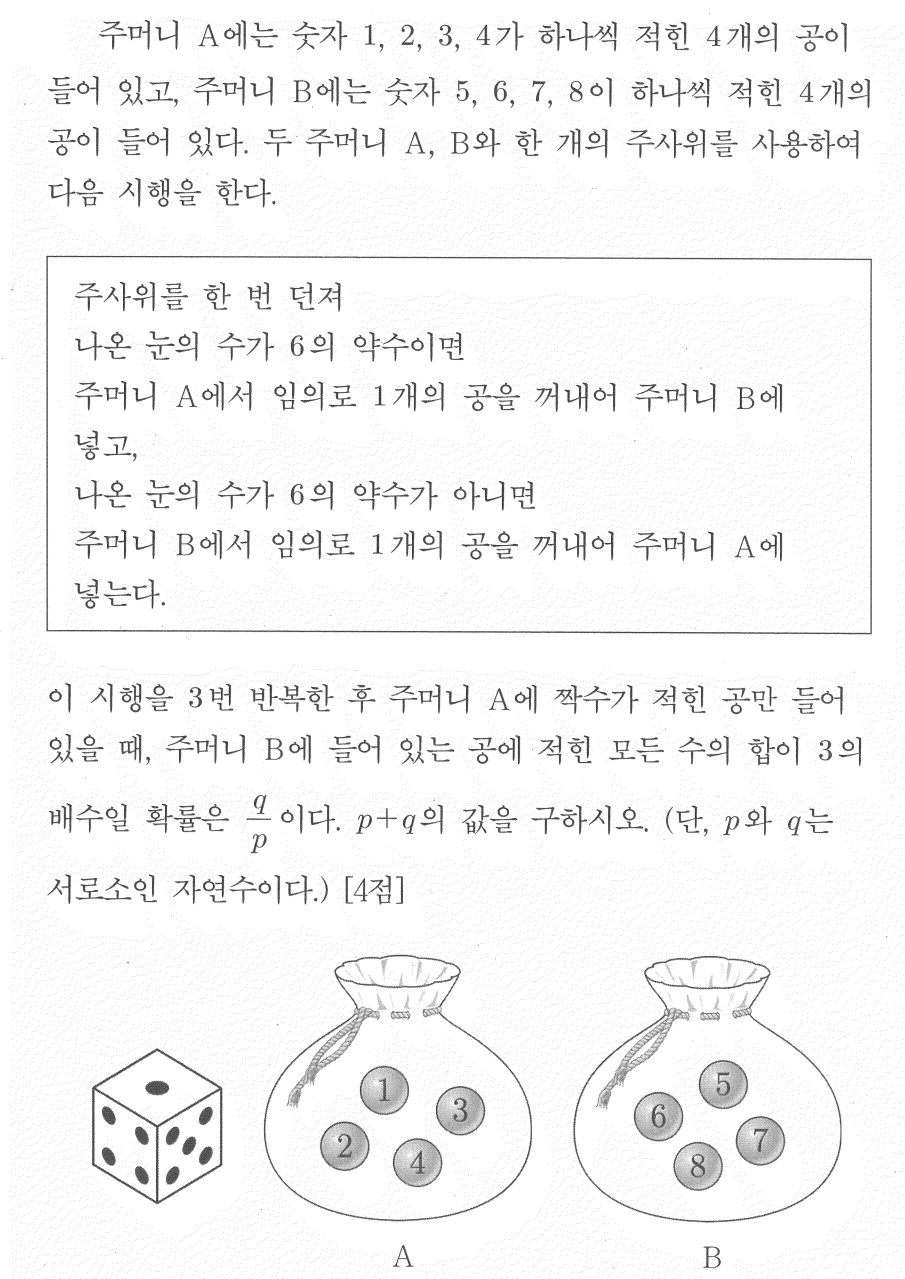 주머니 A에는 숫자 1, 2, 3, 4가 하나씩 적힌 4개의 공이
들어 있고, 주머니 B에는 숫자 5, 6, 7, 8이 하나씩 적힌 4개의
공이 들어 있다. 두 주머니 A, B와 한 개의 주사위를 사용하여
다음 시행을 한다.
주사위를 한 번 던져
나온 눈의 수가 6의 약수이면
주머니 A에서 임의로 1개의 공을 꺼내어 주머니 B에
넣고,
나온 눈의 수가 6의 약수가 아니면
주머니 B에서 임의로 1개의 공을 꺼내어 주머니 A에
넣는다.
이 시행을 3번 반복한 후 주머니 A에 짝수가 적힌 공만 들어
있을 때, 주머니 B에 들어 있는 공에 적힌 모든 수의 합이 3의
배수일 확률은 q/p이다. p+q의 값을 구하시오. (단, p와 q는
서로소인 자연수이다.) [4점]
1
3
2
4
5
6
7
8
A
B